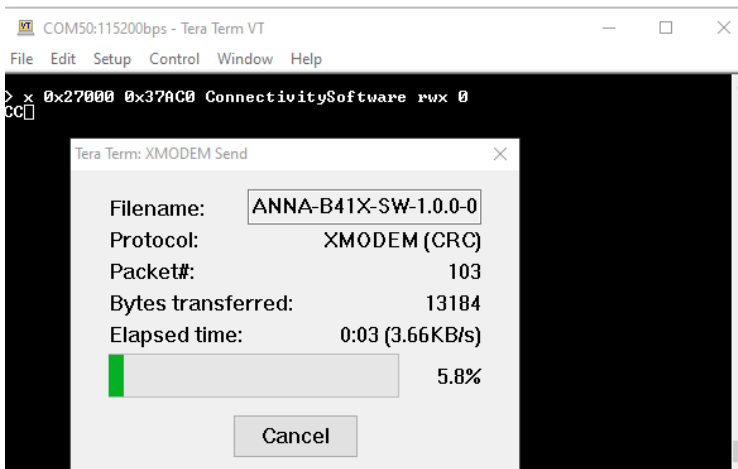 COM50:115200bps - Tera Term VT
File Edit Setup Control Window Help
> x 0x27000 0x37AC0 ConnectivitySoftware rwx 0
CC
Tera Term: XMODEM Send
Filename: ANNA-B41X-SW-1.0.0-0
Protocol: XMODEM (CRC)
Packet#: 103
Bytes transferred: 13184
Elapsed time: 0:03 (3.66KB/s)
5.8%
Cancel